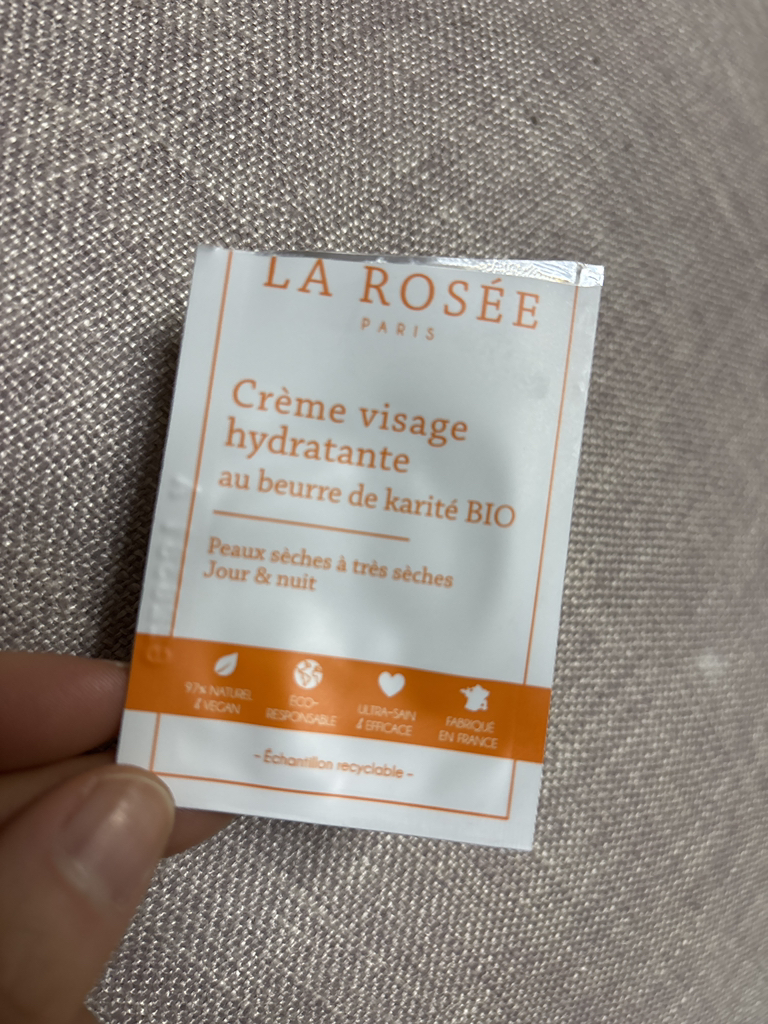 LA ROSÉE
PARIS
Crème visage
hydratante
au beurre de karité BIO
Peaux sèches à très sèches
Jour & nuit
97% NATUREL
& VEGAN
ÉCO-
RESPONSABLE
ULTRA-SAIN
& EFFICACE
FABRIQUÉ
EN FRANCE
- Échantillon recyclable -